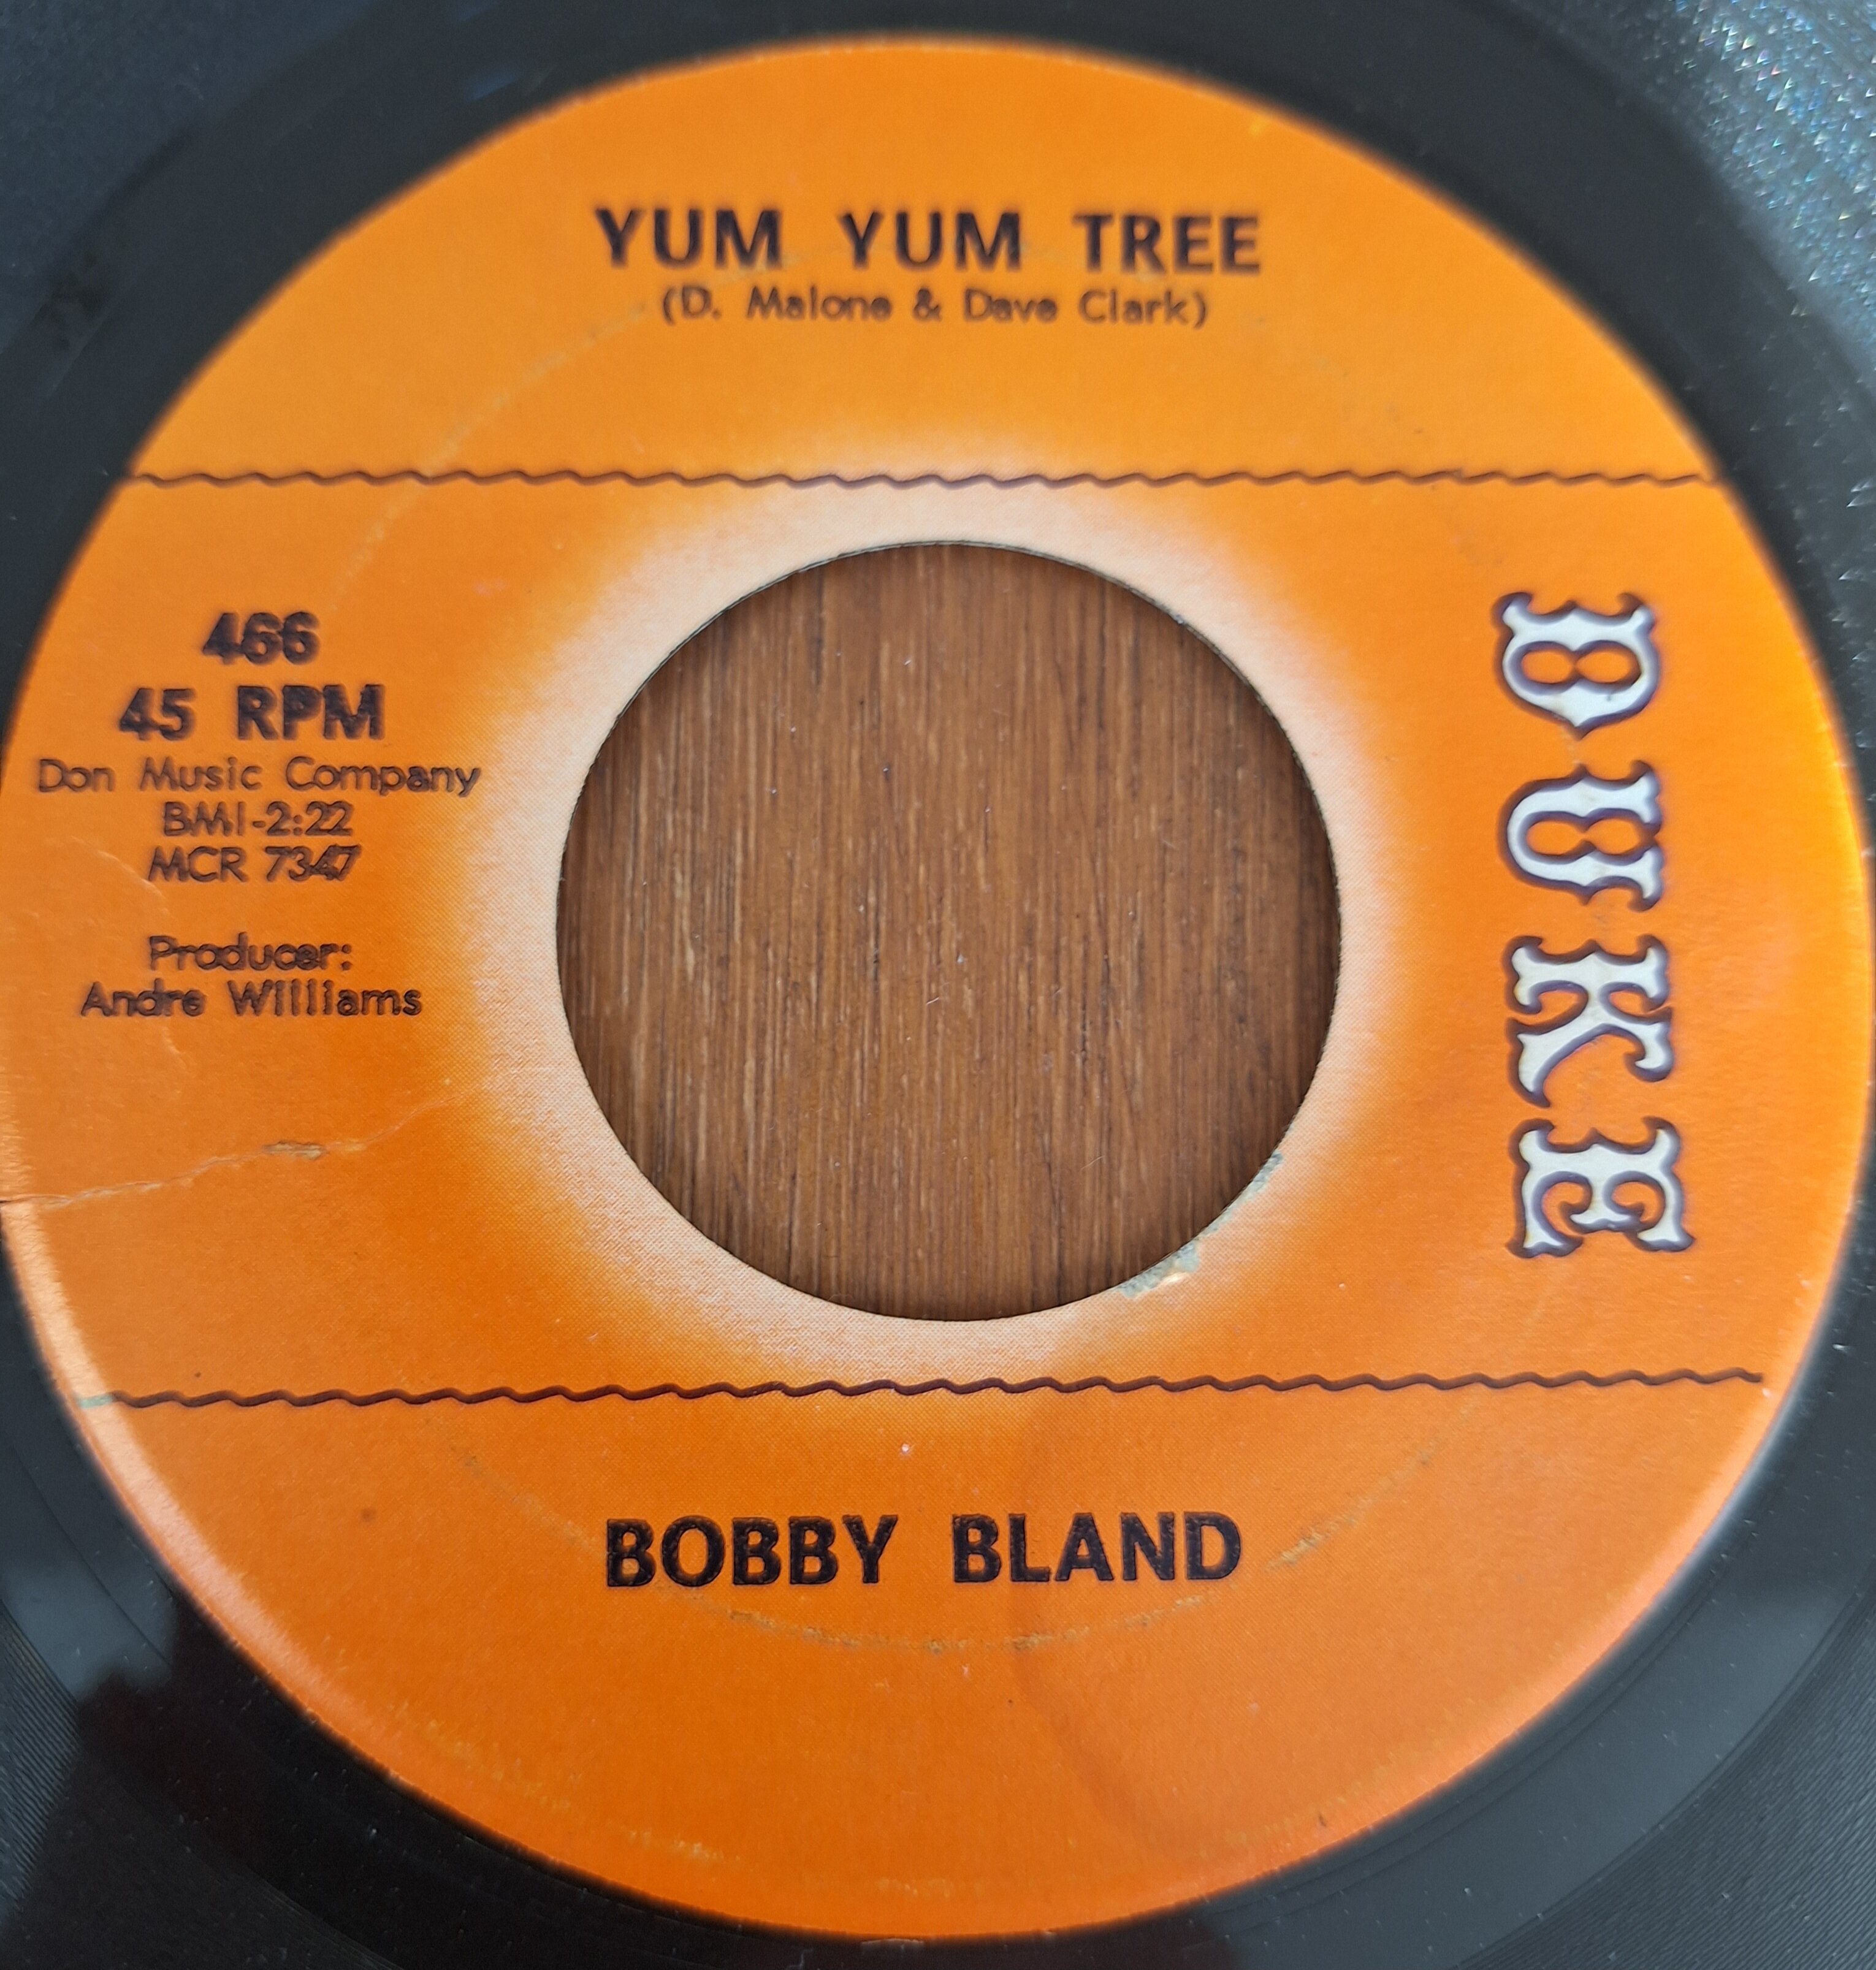 YUM YUM TREE
(D. Malone & Dave Clark)
466
45 RPM
Don Music Company
BMI-2:22
MCR 7347
Producer:
Andre Williams
DUKE
BOBBY BLAND